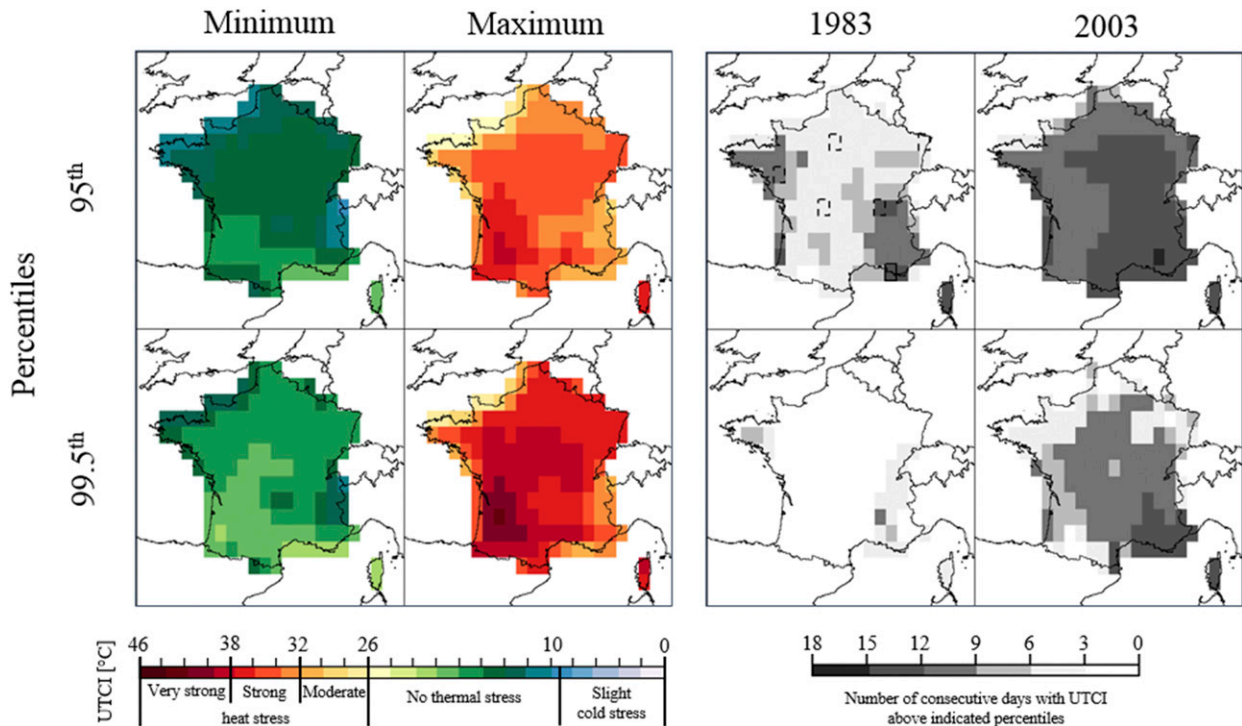 Minimum Maximum 1983 2003
Percentiles
95th
99.5th
UTCI [°C]
46 38 32 26 10 0
Very strong Strong Moderate No thermal stress Slight
heat stress cold stress
18 15 12 9 6 3 0
Number of consecutive days with UTCI
above indicated percentiles